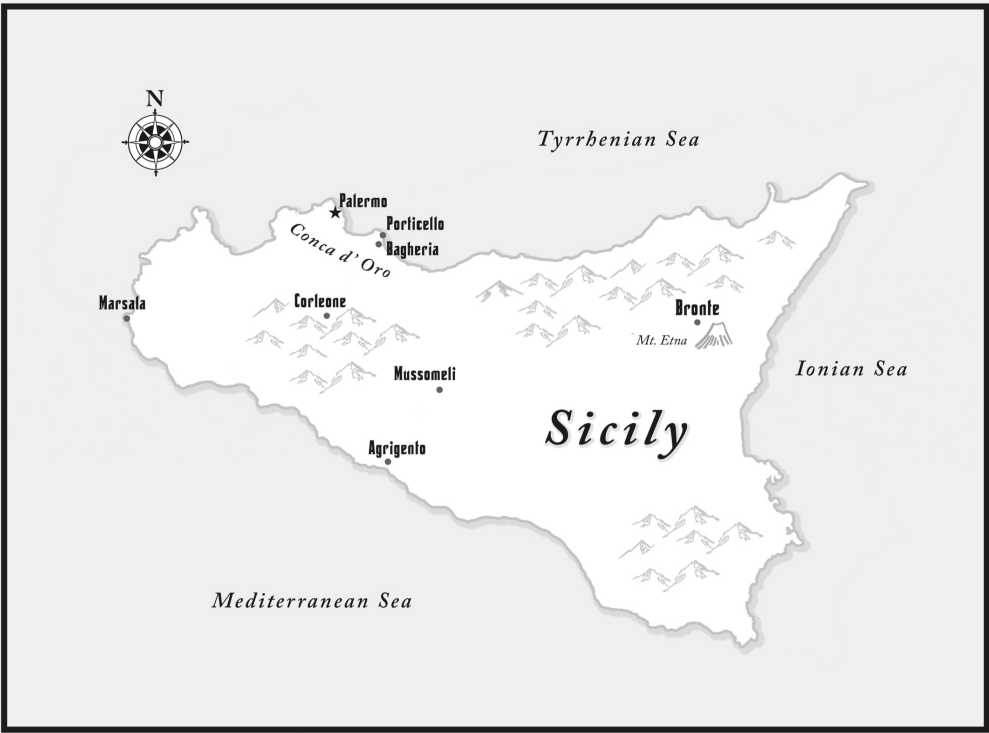 N
Tyrrhenian Sea
Palermo
Porticello
Bagheria
Conca d' Oro
Marsala
Corleone
Bronte
Mt. Etna
Ionian Sea
Mussomeli
Sicily
Agrigento
Mediterranean Sea